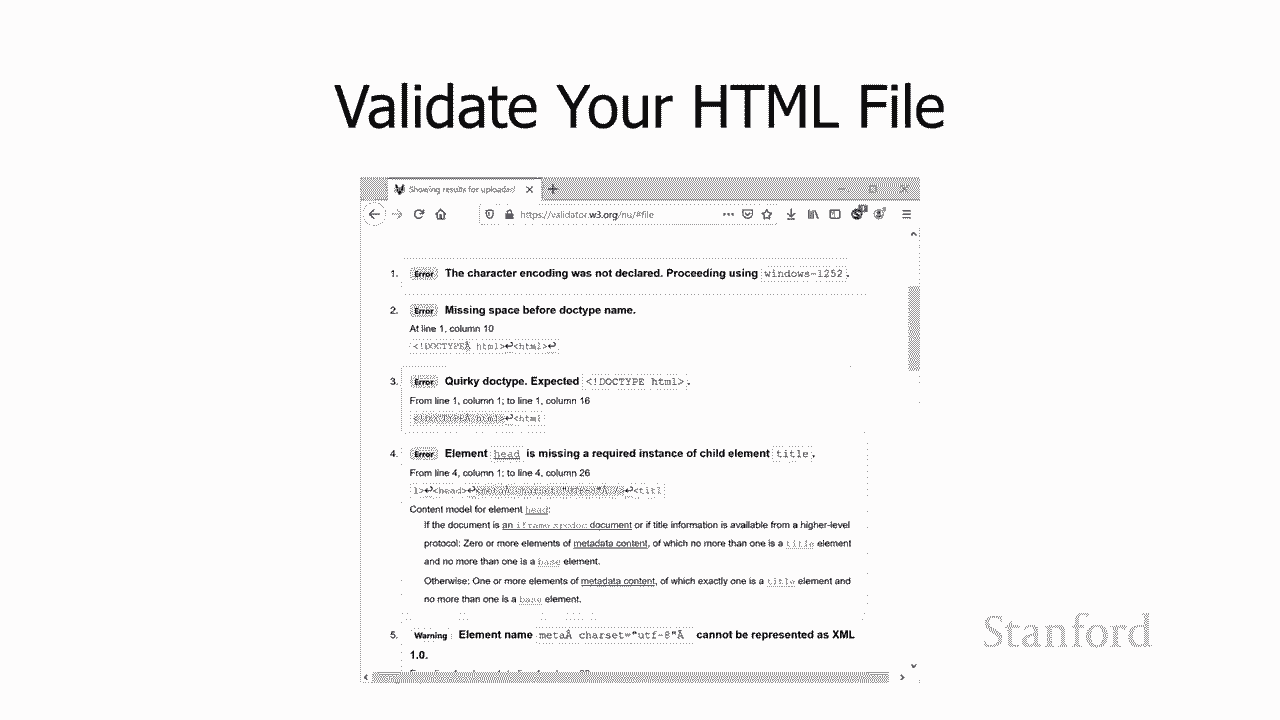 Validate Your HTML File
Showing results for uploaded
https://validator.w3.org/nu/#file
1. Error The character encoding was not declared. Proceeding using windows-1252.
2. Error Missing space before doctype name.
At line 1, column 10
<!DOCTYPEÂ html>↩<html>↩
3. Error Quirky doctype. Expected <!DOCTYPE html>.
From line 1, column 1; to line 1, column 16
<!DOCTYPEÂ html>↩<html
4. Error Element head is missing a required instance of child element title.
From line 4, column 1; to line 4, column 26
l>↩<head>↩ ↩<titl
Content model for element head:
If the document is an iframe srcdoc document or if title information is available from a higher-level
protocol: Zero or more elements of metadata content, of which no more than one is a title element
and no more than one is a base element.
Otherwise: One or more elements of metadata content, of which exactly one is a title element and
no more than one is a base element.
Stanford
5. Warning Element name metaÂ charset="utf-8"Â cannot be represented as XML
1.0.